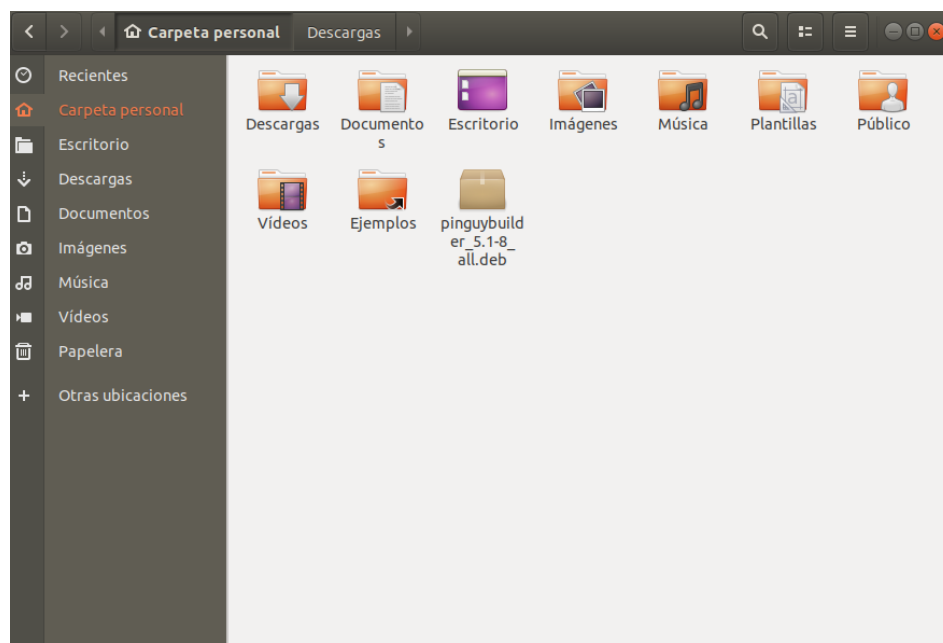 Carpeta personal Descargas
Recientes
Carpeta personal
Escritorio
Descargas
Documentos
Imágenes
Música
Vídeos
Papelera
Otras ubicaciones
Descargas
Documento
s
Escritorio
Imágenes
Música
Plantillas
Público
Vídeos
Ejemplos
pinguybuild
er_5.1-8_
all.deb